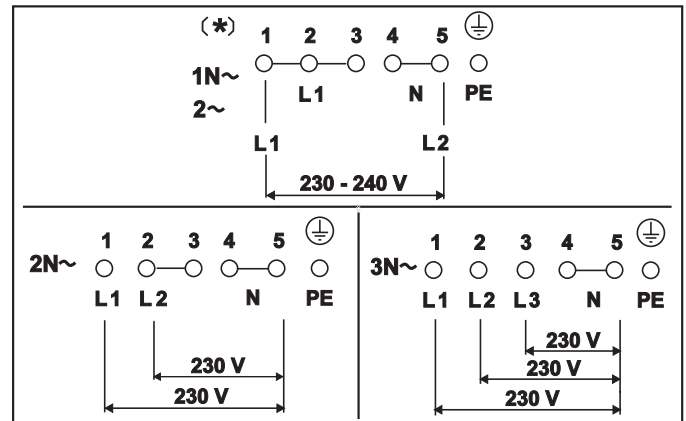 (*) 1 2 3 4 5
1N~ L1 N PE
2~
L1 L2
230 - 240 V
1 2 3 4 5
2N~
L1 L2 N PE
230 V
230 V
1 2 3 4 5
3N~
L1 L2 L3 N PE
230 V
230 V
230 V